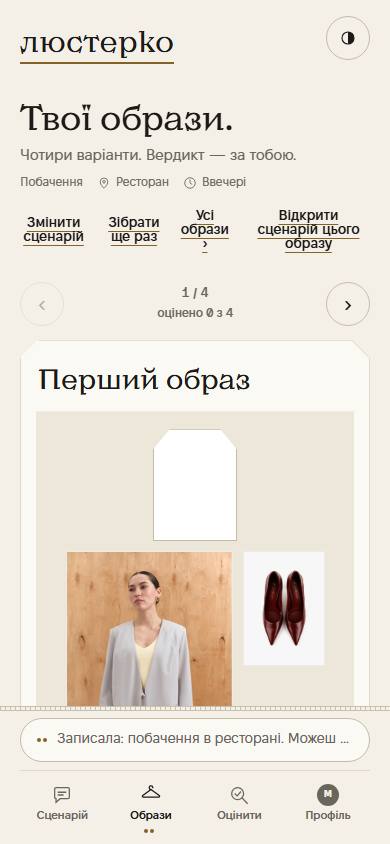 люстерко
Твої образи.
Чотири варіанти. Вердикт — за тобою.
Побачення Ресторан Ввечері
Змінити
сценарій
Зібрати
ще раз
Усі
образи
›
Відкрити
сценарій цього
образу
1 / 4
оцінено 0 з 4
Перший образ
Записала: побачення в ресторані. Можеш ...
Сценарій Образи Оцінити М Профіль